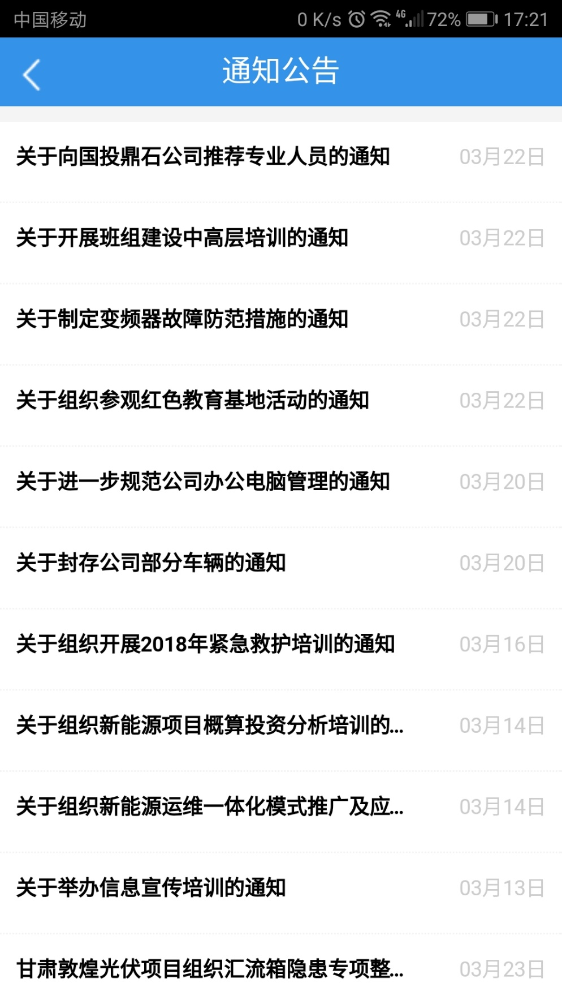 中国移动 0 K/s 4G 72% 17:21
通知公告
关于向国投鼎石公司推荐专业人员的通知 03月22日
关于开展班组建设中高层培训的通知 03月22日
关于制定变频器故障防范措施的通知 03月22日
关于组织参观红色教育基地活动的通知 03月22日
关于进一步规范公司办公电脑管理的通知 03月20日
关于封存公司部分车辆的通知 03月20日
关于组织开展2018年紧急救护培训的通知 03月16日
关于组织新能源项目概算投资分析培训的... 03月14日
关于组织新能源运维一体化模式推广及应... 03月14日
关于举办信息宣传培训的通知 03月13日
甘肃敦煌光伏项目组织汇流箱隐患专项整... 03月23日